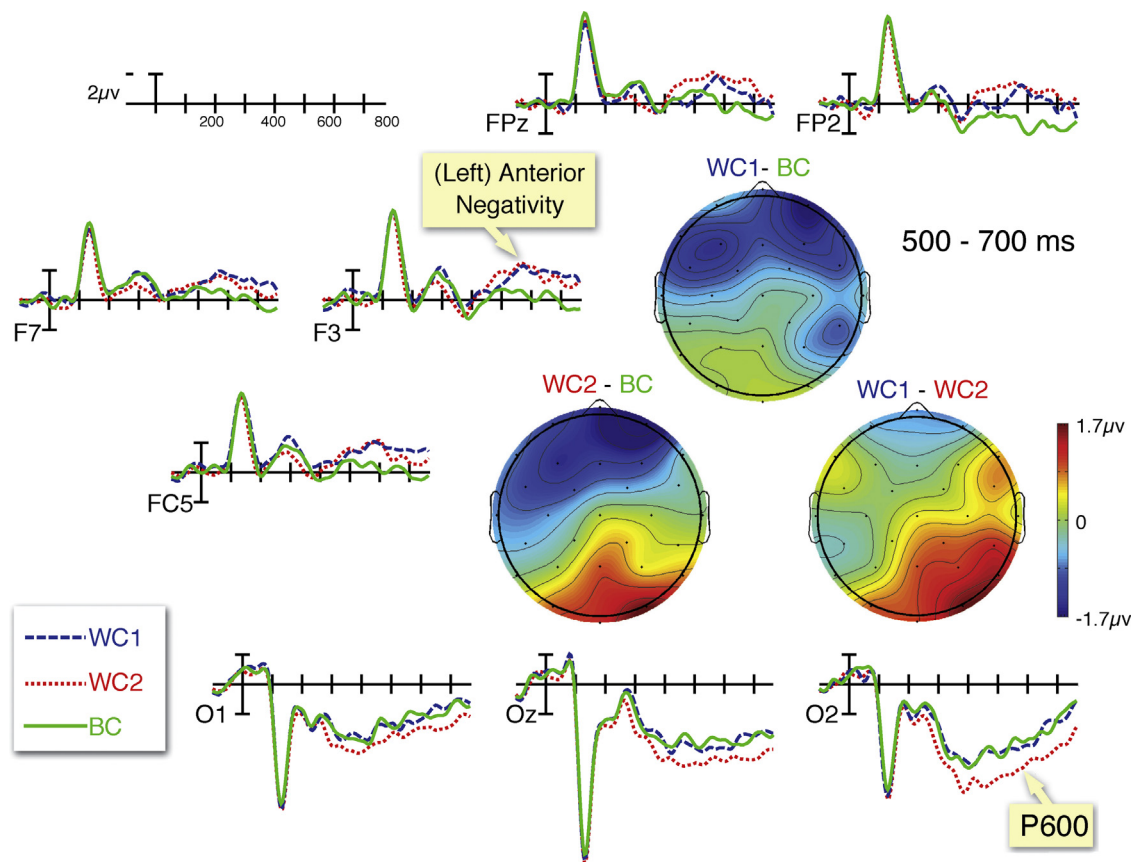 2μv
200 400 600 800
FPz
FP2
(Left) Anterior
Negativity
WC1- BC
500 - 700 ms
F7
F3
WC2 - BC
WC1 - WC2
1.7μv
0
-1.7μv
FC5
WC1
WC2
BC
O1
Oz
O2
P600